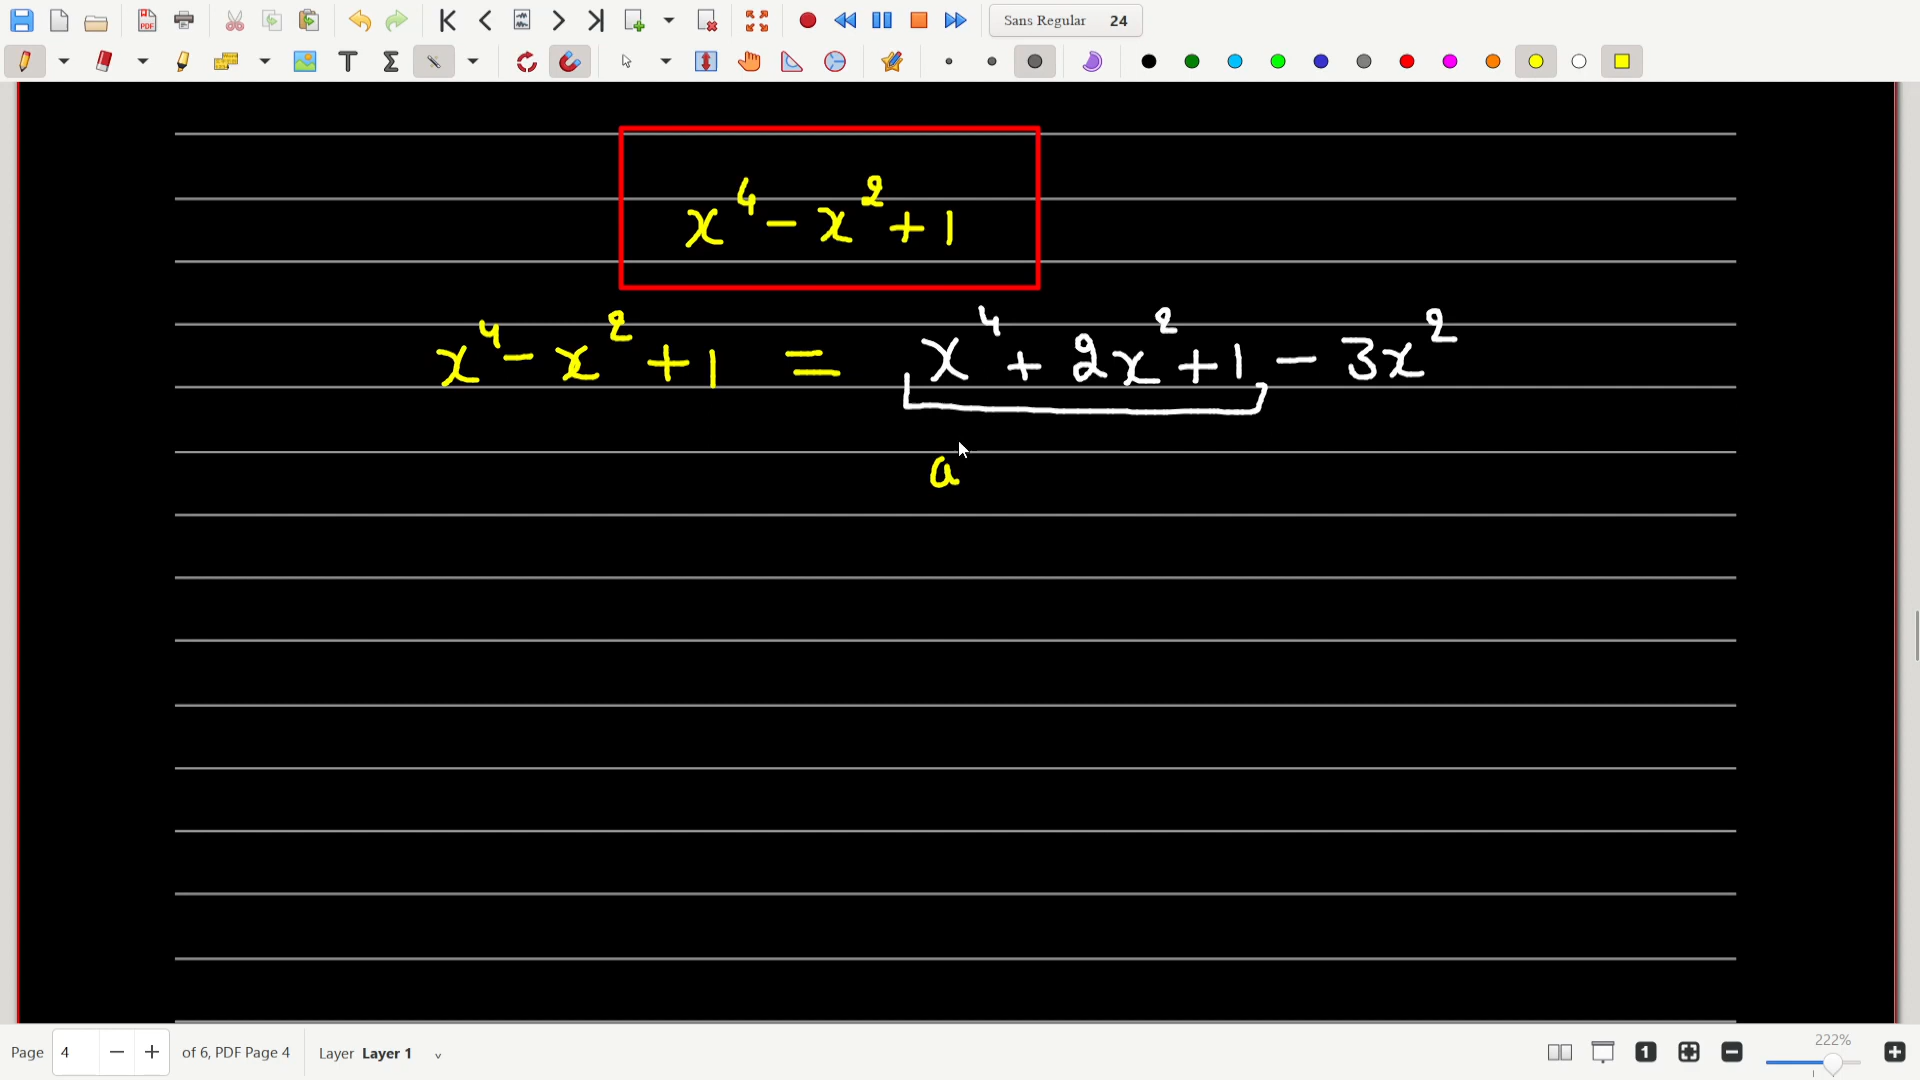 Sans Regular 24
x⁴ - x² + 1
x⁴ - x² + 1 = x⁴ + 2x² + 1 - 3x²
a
222%
Page 4 of 6, PDF Page 4 Layer Layer 1